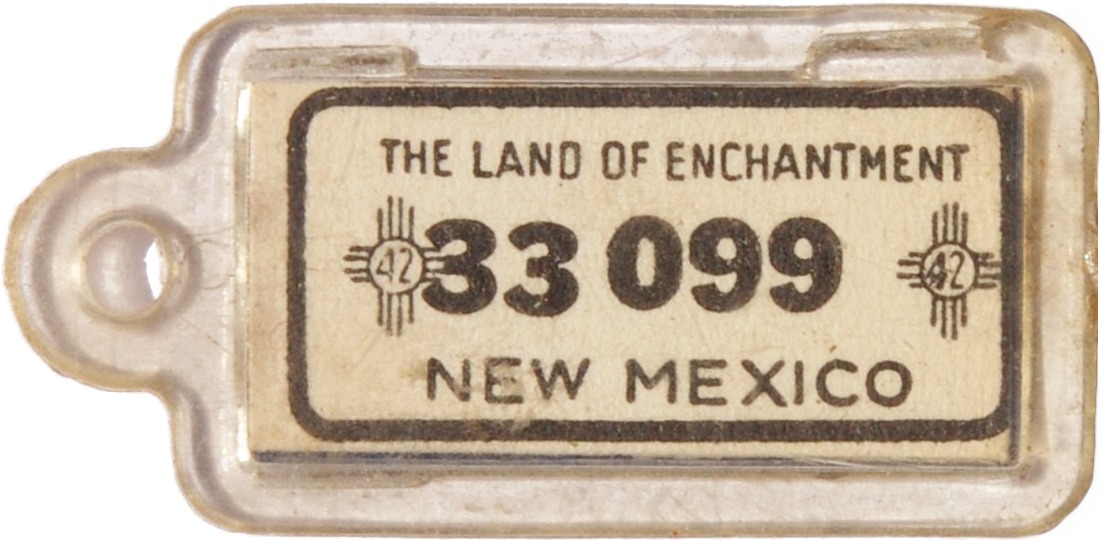 THE LAND OF ENCHANTMENT
42 33 099 42
NEW MEXICO